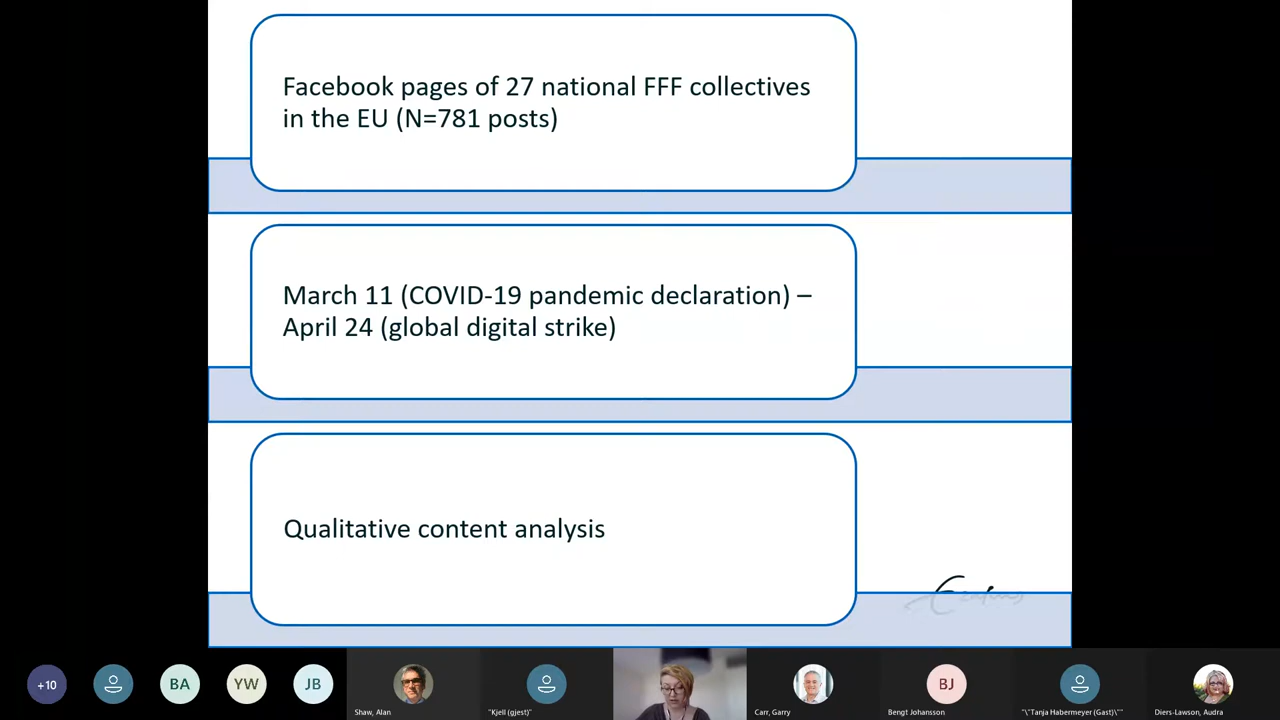 Facebook pages of 27 national FFF collectives
in the EU (N=781 posts)
March 11 (COVID-19 pandemic declaration) –
April 24 (global digital strike)
Qualitative content analysis
+10
BA
YW
JB
Shaw, Alan
"Kjell (gjest)"
Carr, Garry
BJ
Bengt Johansson
"\"Tanja Habermeyer (Gast)\""
Diers-Lawson, Audra